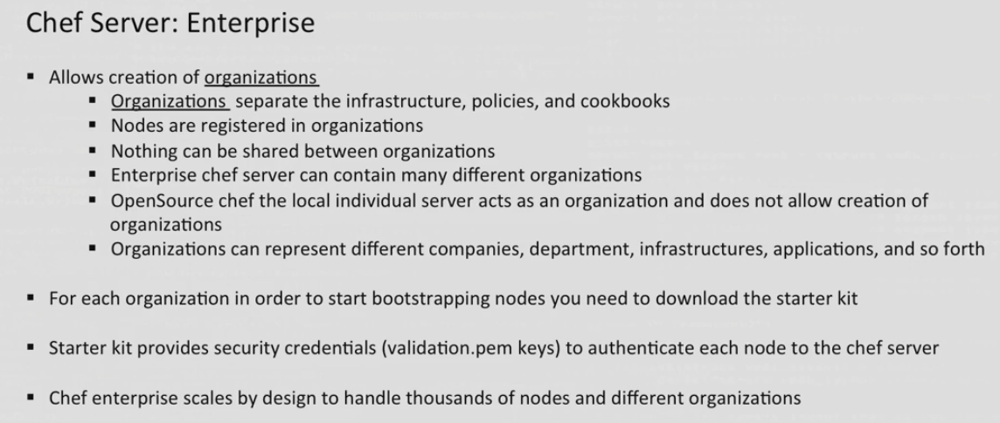 Chef Server: Enterprise
▪ Allows creation of organizations
▪ Organizations separate the infrastructure, policies, and cookbooks
▪ Nodes are registered in organizations
▪ Nothing can be shared between organizations
▪ Enterprise chef server can contain many different organizations
▪ OpenSource chef the local individual server acts as an organization and does not allow creation of
organizations
▪ Organizations can represent different companies, department, infrastructures, applications, and so forth
▪ For each organization in order to start bootstrapping nodes you need to download the starter kit
▪ Starter kit provides security credentials (validation.pem keys) to authenticate each node to the chef server
▪ Chef enterprise scales by design to handle thousands of nodes and different organizations